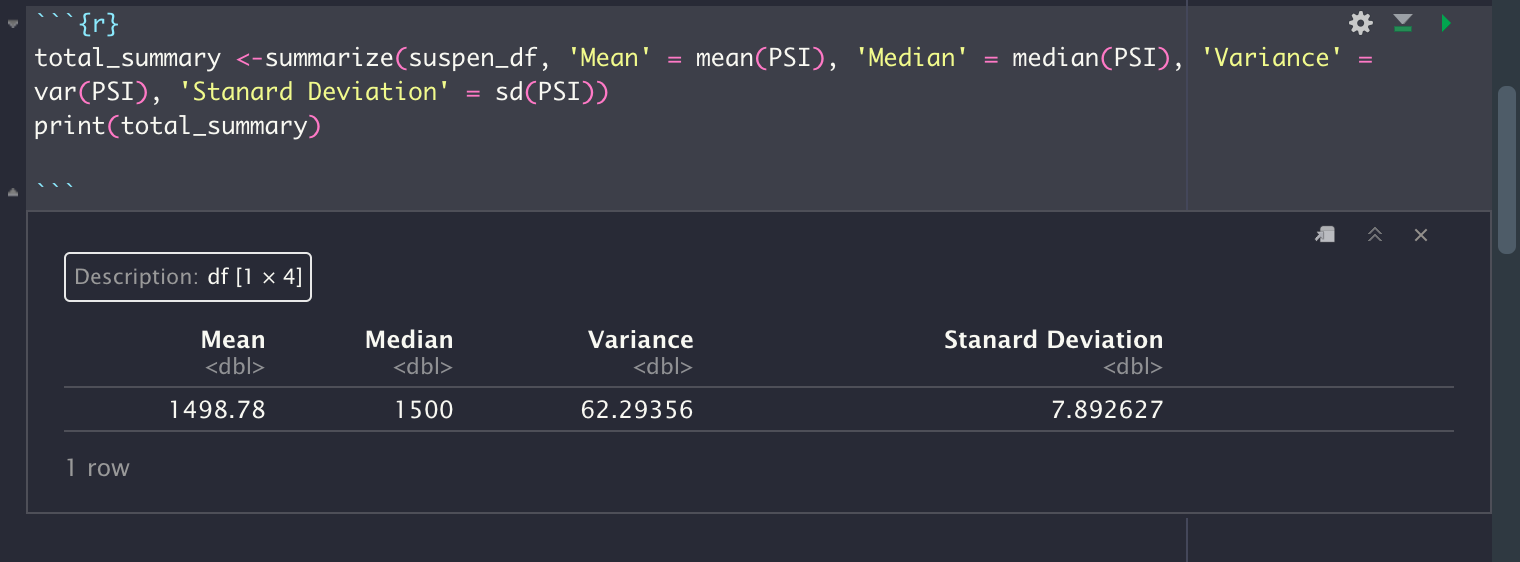 ```{r}
total_summary <-summarize(suspen_df, 'Mean' = mean(PSI), 'Median' = median(PSI), 'Variance' =
var(PSI), 'Stanard Deviation' = sd(PSI))
print(total_summary)
```
Description: df [1 × 4]
Mean Median Variance Stanard Deviation
<dbl> <dbl> <dbl> <dbl>
1498.78 1500 62.29356 7.892627
1 row